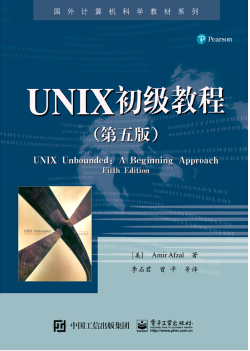 国外计算机科学教材系列
Pearson
UNIX初级教程
（第五版）
UNIX Unbounded: A Beginning Approach
Fifth Edition
［美］ Amir Afzal 著
李石君 曾平 等译
中国工信出版集团 电子工业出版社